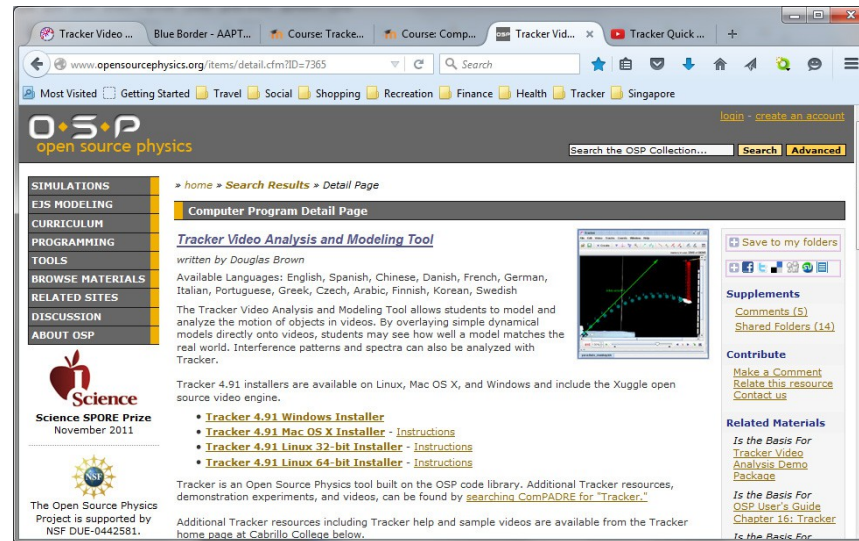 Tracker Video ...
Blue Border - AAPT...
Course: Tracke...
Course: Comp...
Tracker Vid...
Tracker Quick ...
www.opensourcephysics.org/items/detail.cfm?ID=7365
Search
Most Visited
Getting Started
Travel
Social
Shopping
Recreation
Finance
Health
Tracker
Singapore
login - create an account
O·S·P
open source physics
Search the OSP Collection...
Search
Advanced
SIMULATIONS
EJS MODELING
CURRICULUM
PROGRAMMING
TOOLS
BROWSE MATERIALS
RELATED SITES
DISCUSSION
ABOUT OSP
Science
Science SPORE Prize
November 2011
NSF
The Open Source Physics
Project is supported by
NSF DUE-0442581.
» home » Search Results » Detail Page
Computer Program Detail Page
Tracker Video Analysis and Modeling Tool
written by Douglas Brown
Available Languages: English, Spanish, Chinese, Danish, French, German,
Italian, Portuguese, Greek, Czech, Arabic, Finnish, Korean, Swedish
The Tracker Video Analysis and Modeling Tool allows students to model and
analyze the motion of objects in videos. By overlaying simple dynamical
models directly onto videos, students may see how well a model matches the
real world. Interference patterns and spectra can also be analyzed with
Tracker.
Tracker 4.91 installers are available on Linux, Mac OS X, and Windows and include the Xuggle open
source video engine.
• Tracker 4.91 Windows Installer
• Tracker 4.91 Mac OS X Installer - Instructions
• Tracker 4.91 Linux 32-bit Installer - Instructions
• Tracker 4.91 Linux 64-bit Installer - Instructions
Tracker is an Open Source Physics tool built on the OSP code library. Additional Tracker resources,
demonstration experiments, and videos, can be found by searching ComPADRE for "Tracker."
Additional Tracker resources including Tracker help and sample videos are available from the Tracker
home page at Cabrillo College below.
Save to my folders
Supplements
Comments (5)
Shared Folders (14)
Contribute
Make a Comment
Relate this resource
Contact us
Related Materials
Is the Basis For
Tracker Video
Analysis Demo
Package
Is the Basis For
OSP User's Guide
Chapter 16: Tracker
Is the Basis For